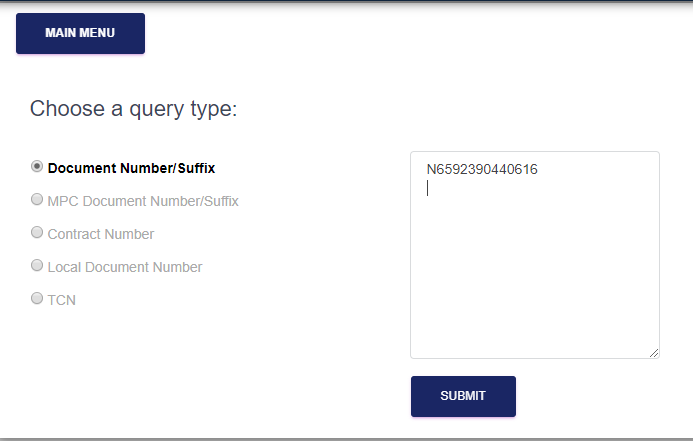 MAIN MENU
Choose a query type:
Document Number/Suffix
MPC Document Number/Suffix
Contract Number
Local Document Number
TCN
N6592390440616
SUBMIT